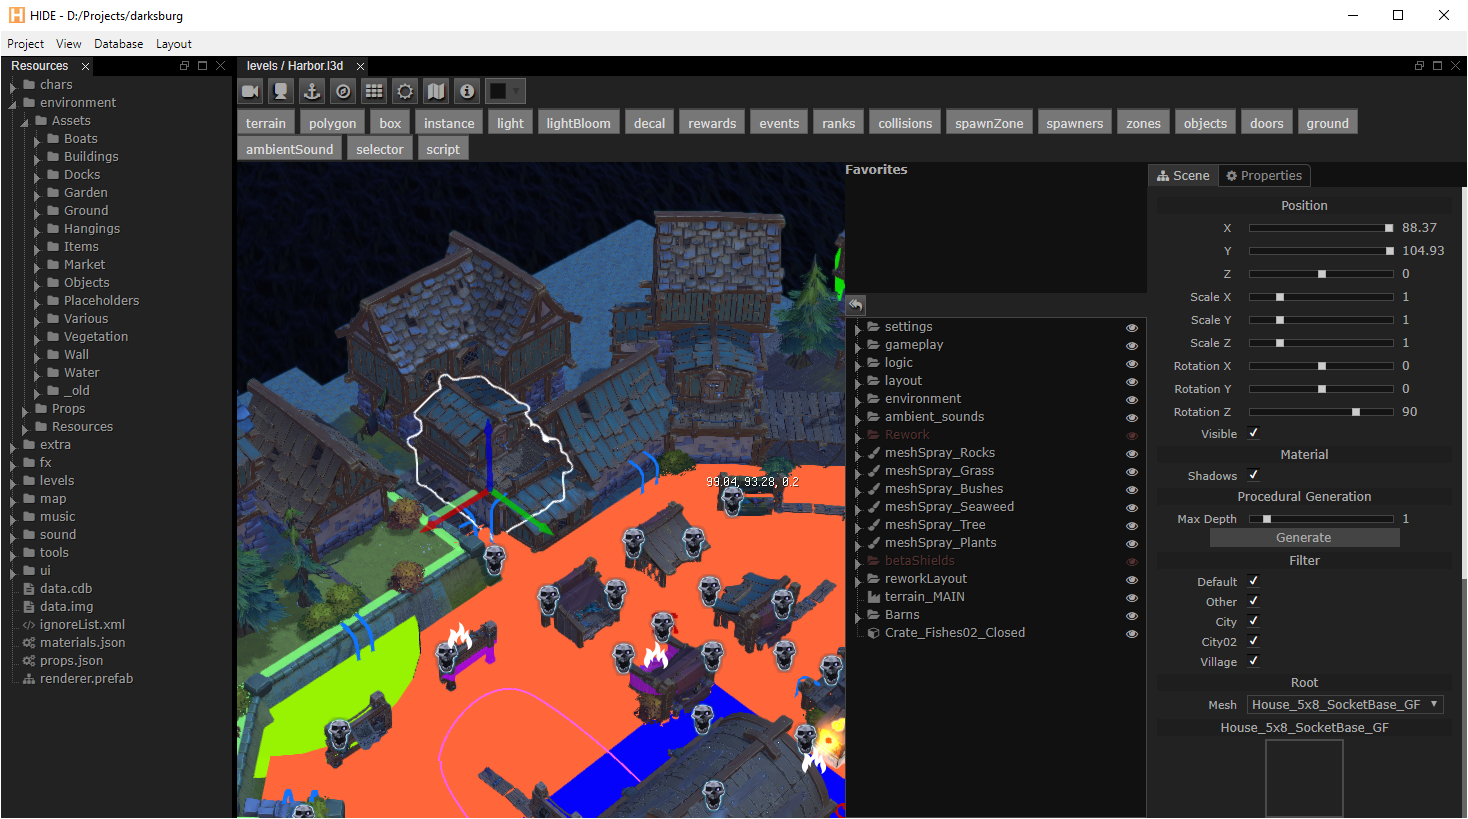 HIDE - D:/Projects/darksburg
Project View Database Layout
Resources
chars
environment
Assets
Boats
Buildings
Docks
Garden
Ground
Hangings
Items
Market
Objects
Placeholders
Various
Vegetation
Wall
Water
_old
Props
Resources
extra
fx
levels
map
music
sound
tools
ui
data.cdb
data.img
ignoreList.xml
materials.json
props.json
renderer.prefab
levels / Harbor.l3d
terrain polygon box instance light lightBloom decal rewards events ranks collisions spawnZone spawners zones objects doors ground
ambientSound selector script
99.04, 93.28, 0.2
Favorites
settings
gameplay
logic
layout
environment
ambient_sounds
Rework
meshSpray_Rocks
meshSpray_Grass
meshSpray_Bushes
meshSpray_Seaweed
meshSpray_Tree
meshSpray_Plants
betaShields
reworkLayout
terrain_MAIN
Barns
Crate_Fishes02_Closed
Scene Properties
Position
X 88.37
Y 104.93
Z 0
Scale X 1
Scale Y 1
Scale Z 1
Rotation X 0
Rotation Y 0
Rotation Z 90
Visible
Material
Shadows
Procedural Generation
Max Depth 1
Generate
Filter
Default
Other
City
City02
Village
Root
Mesh House_5x8_SocketBase_GF
House_5x8_SocketBase_GF